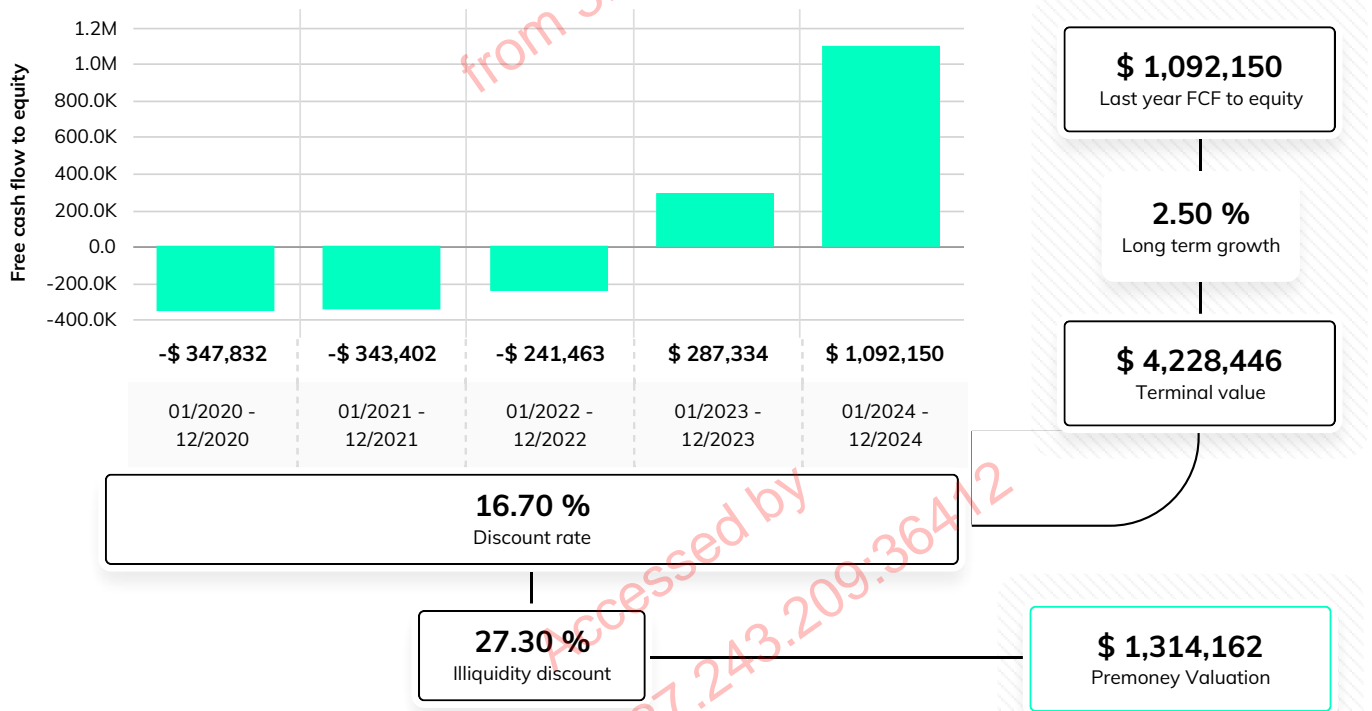 Free cash flow to equity
1.2M
1.0M
800.0K
600.0K
400.0K
200.0K
0.0
-200.0K
-400.0K
-$ 347,832
-$ 343,402
-$ 241,463
$ 287,334
$ 1,092,150
01/2020 -
12/2020
01/2021 -
12/2021
01/2022 -
12/2022
01/2023 -
12/2023
01/2024 -
12/2024
$ 1,092,150
Last year FCF to equity
2.50 %
Long term growth
$ 4,228,446
Terminal value
16.70 %
Discount rate
27.30 %
Illiquidity discount
$ 1,314,162
Premoney Valuation
from
Accessed by
7.243.209:36412